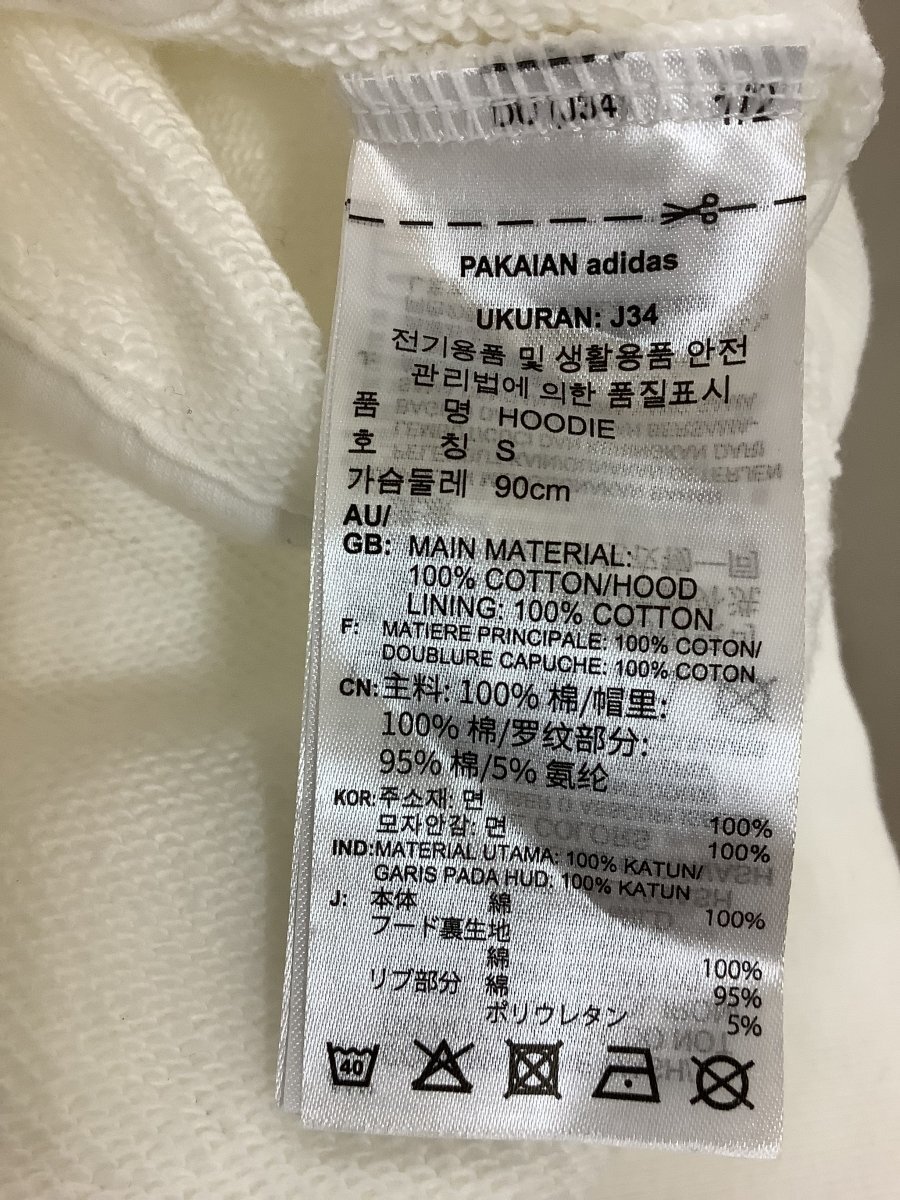 PAKAIAN adidas
UKURAN: J34
전기용품 및 생활용품 안전
관리법에 의한 품질표시
품 명 HOODIE
호 칭 S
가슴둘레 90cm
AU/
GB: MAIN MATERIAL:
100% COTTON/HOOD
LINING: 100% COTTON
F: MATIERE PRINCIPALE: 100% COTON/
DOUBLURE CAPUCHE: 100% COTON
CN: 主料: 100% 棉/帽里:
100% 棉/罗纹部分:
95% 棉/5% 氨纶
KOR: 주소재: 면 100%
모자안감: 면 100%
IND: MATERIAL UTAMA: 100% KATUN/
GARIS PADA HUD: 100% KATUN
J: 本体 綿 100%
フード裏生地
綿 100%
リブ部分 綿 95%
ポリウレタン 5%
40